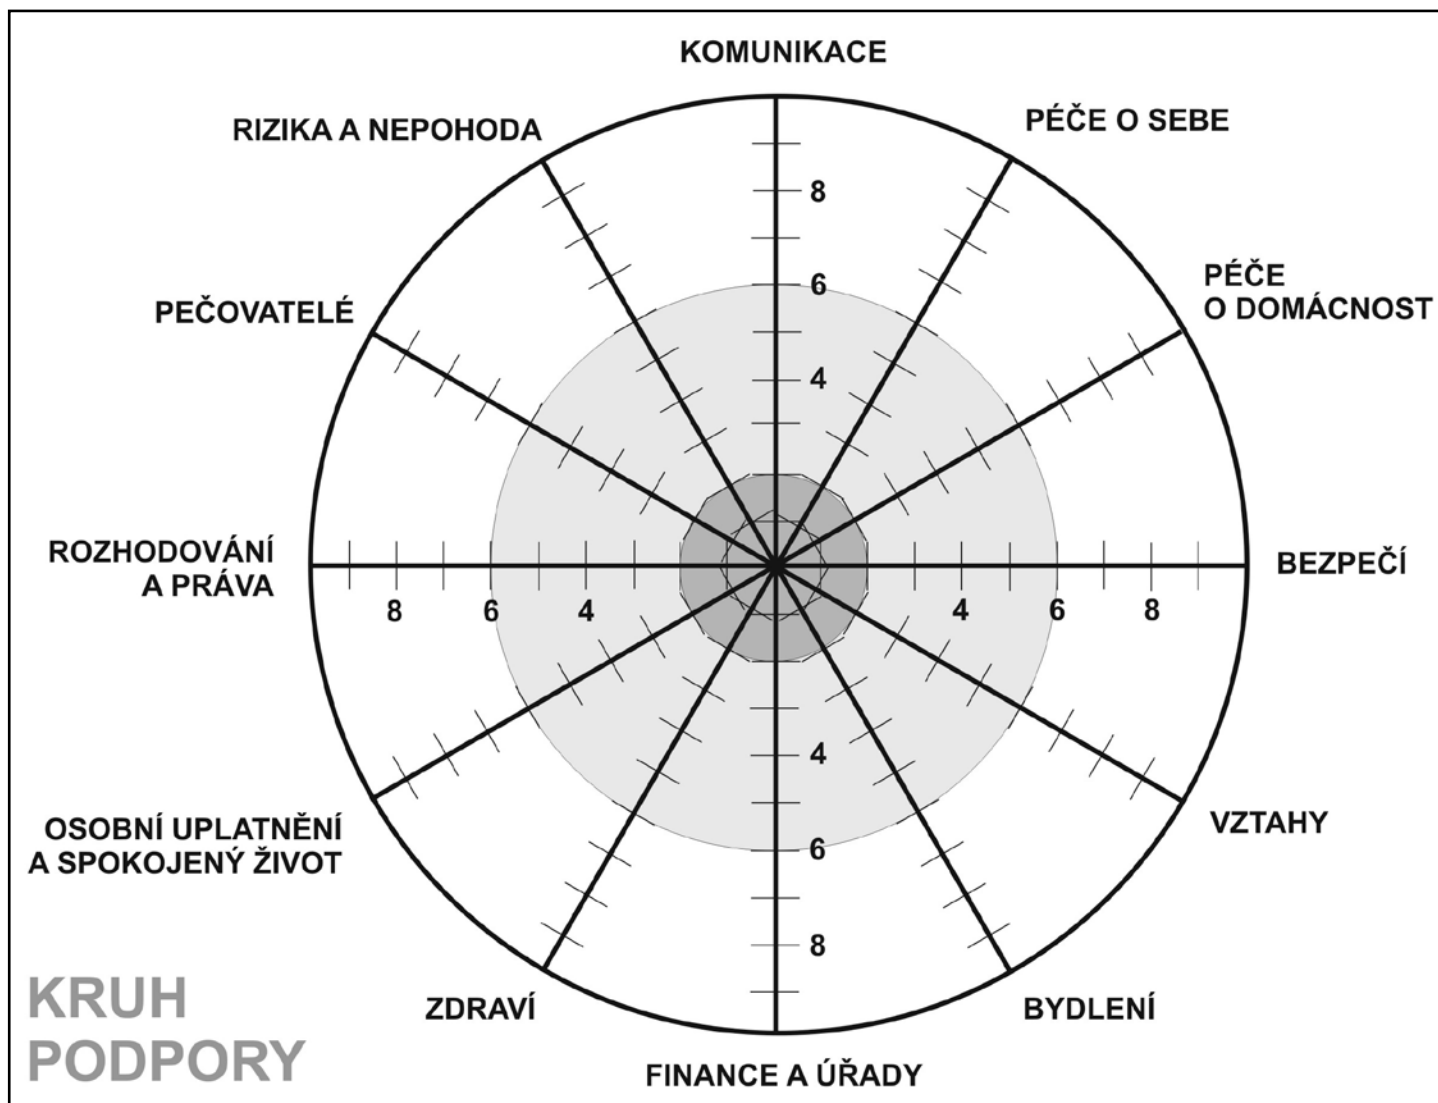 KOMUNIKACE
RIZIKA A NEPOHODA
PÉČE O SEBE
8
PÉČE
O DOMÁCNOST
6
PEČOVATELÉ
4
ROZHODOVÁNÍ
A PRÁVA
BEZPEČÍ
8 6 4 4 6 8
4
OSOBNÍ UPLATNĚNÍ
A SPOKOJENÝ ŽIVOT
VZTAHY
6
8
KRUH
PODPORY
ZDRAVÍ
BYDLENÍ
FINANCE A ÚŘADY